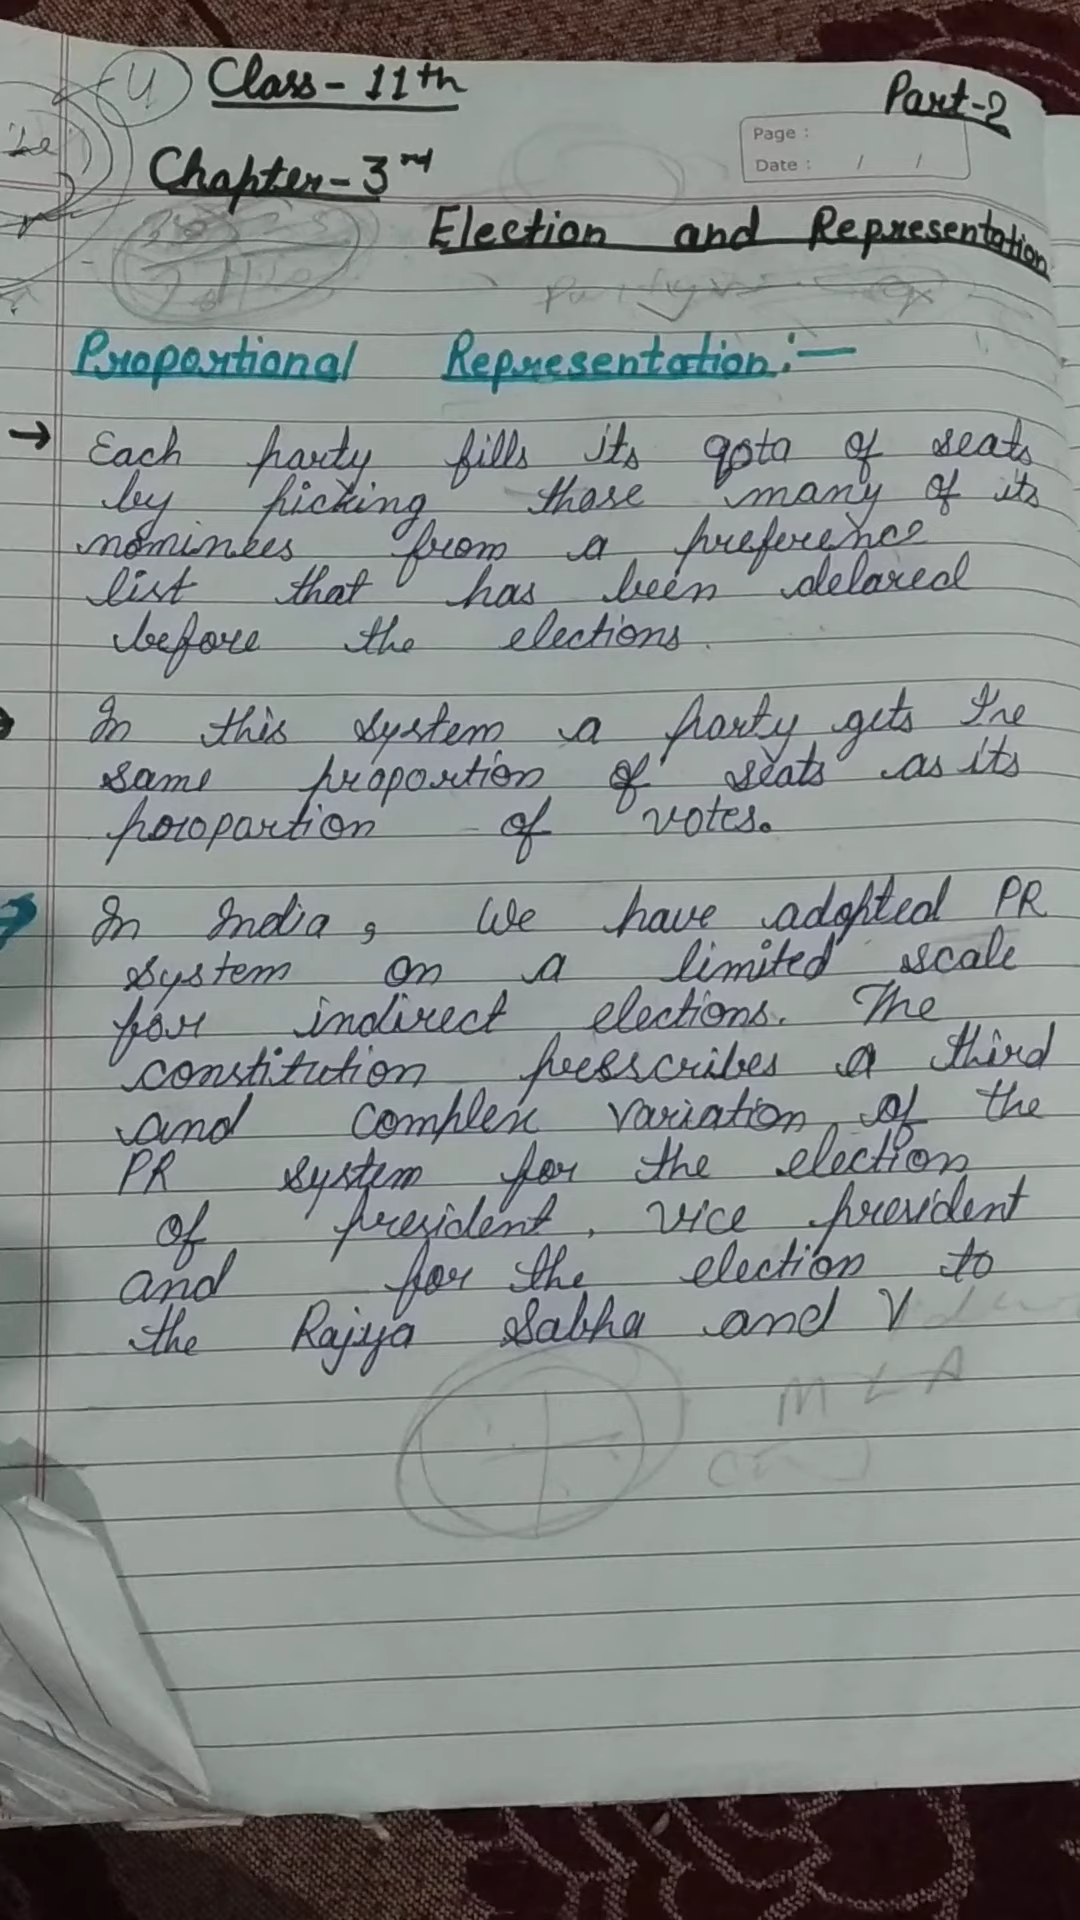 Class - 11th
Part-2
Page :
Date : / /
Chapter - 3rd
Election and Representation
Proportional Representation:-
→ Each party fills its qota of seats
by picking those many of its
nominees from a preference
list that has been delared
before the elections.
In this system a party gets the
same proportion of seats as its
poropartion of votes.
In India, We have adopted PR
system on a limited scale
for indirect elections. The
constitution presscribes a third
and complex variation of the
PR system for the election
of president, vice president
and for the election to
the Rajya Sabha and V
MLA